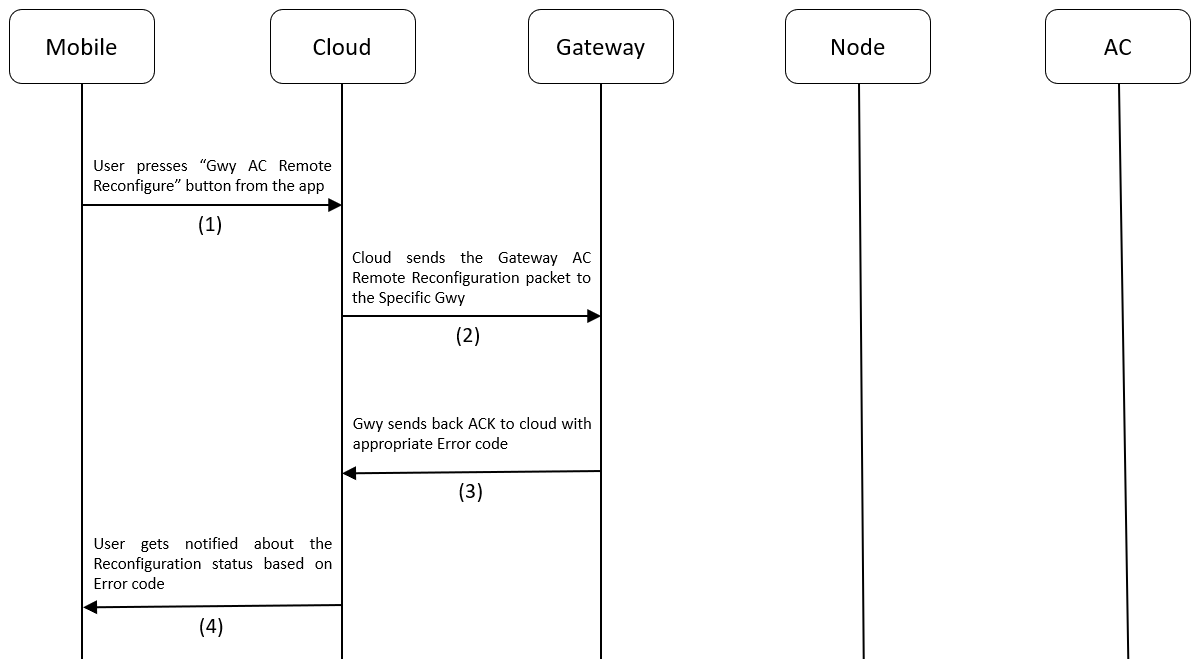 Mobile
Cloud
Gateway
Node
AC
User presses “Gwy AC Remote
Reconfigure” button from the app
(1)
Cloud sends the Gateway AC
Remote Reconfiguration packet to
the Specific Gwy
(2)
Gwy sends back ACK to cloud with
appropriate Error code
(3)
User gets notified about the
Reconfiguration status based on
Error code
(4)